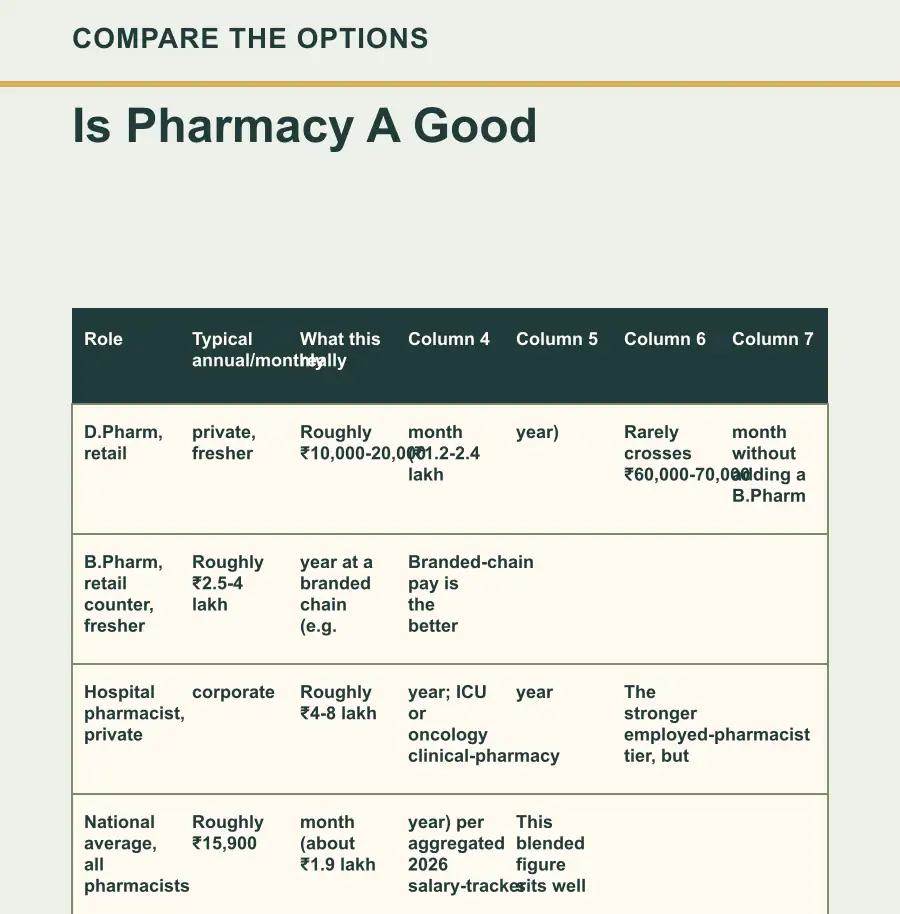 COMPARE THE OPTIONS
Is Pharmacy A Good
Role
Typical
annual/monthly
What this
really
Column 4
Column 5
Column 6
Column 7
D.Pharm,
retail
private,
fresher
Roughly
₹10,000-20,000
month
(₹1.2-2.4
lakh
year)
Rarely
crosses
₹60,000-70,000
month
without
adding a
B.Pharm
B.Pharm,
retail
counter,
fresher
Roughly
₹2.5-4
lakh
year at a
branded
chain
(e.g.
Branded-chain
pay is
the
better
Hospital
pharmacist,
private
corporate
Roughly
₹4-8 lakh
year; ICU
or
oncology
clinical-pharmacy
year
The
stronger
employed-pharmacist
tier, but
National
average,
all
pharmacists
Roughly
₹15,900
month
(about
₹1.9 lakh
year) per
aggregated
2026
salary-tracker
This
blended
figure
sits well